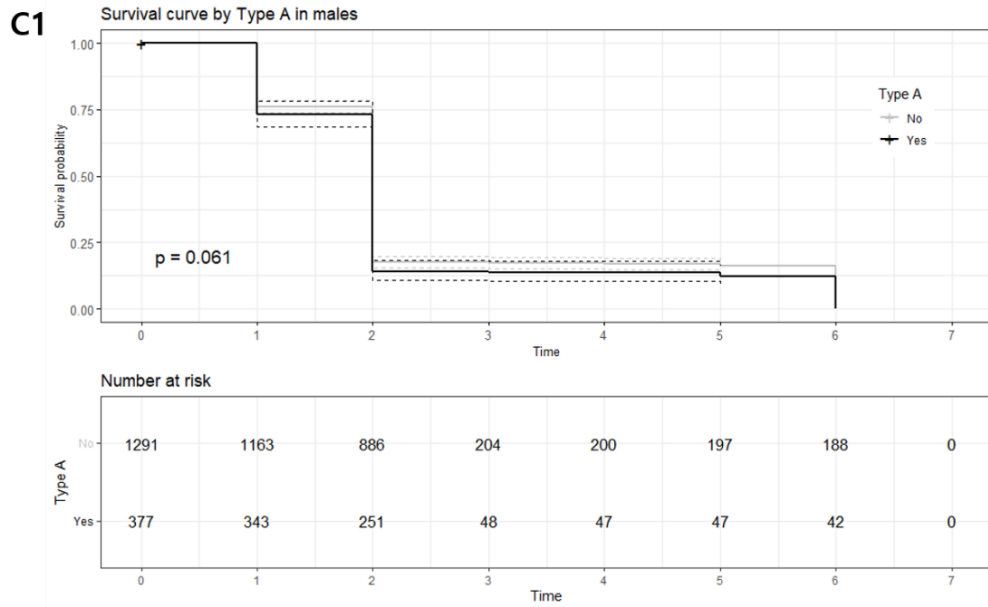 C1
Survival curve by Type A in males
1.00
0.75
0.50
0.25
0.00
Survival probability
Type A
No
Yes
p = 0.061
0 1 2 3 4 5 6 7
Time
Number at risk
Type A
No 1291 1163 886 204 200 197 188 0
Yes 377 343 251 48 47 47 42 0
0 1 2 3 4 5 6 7
Time